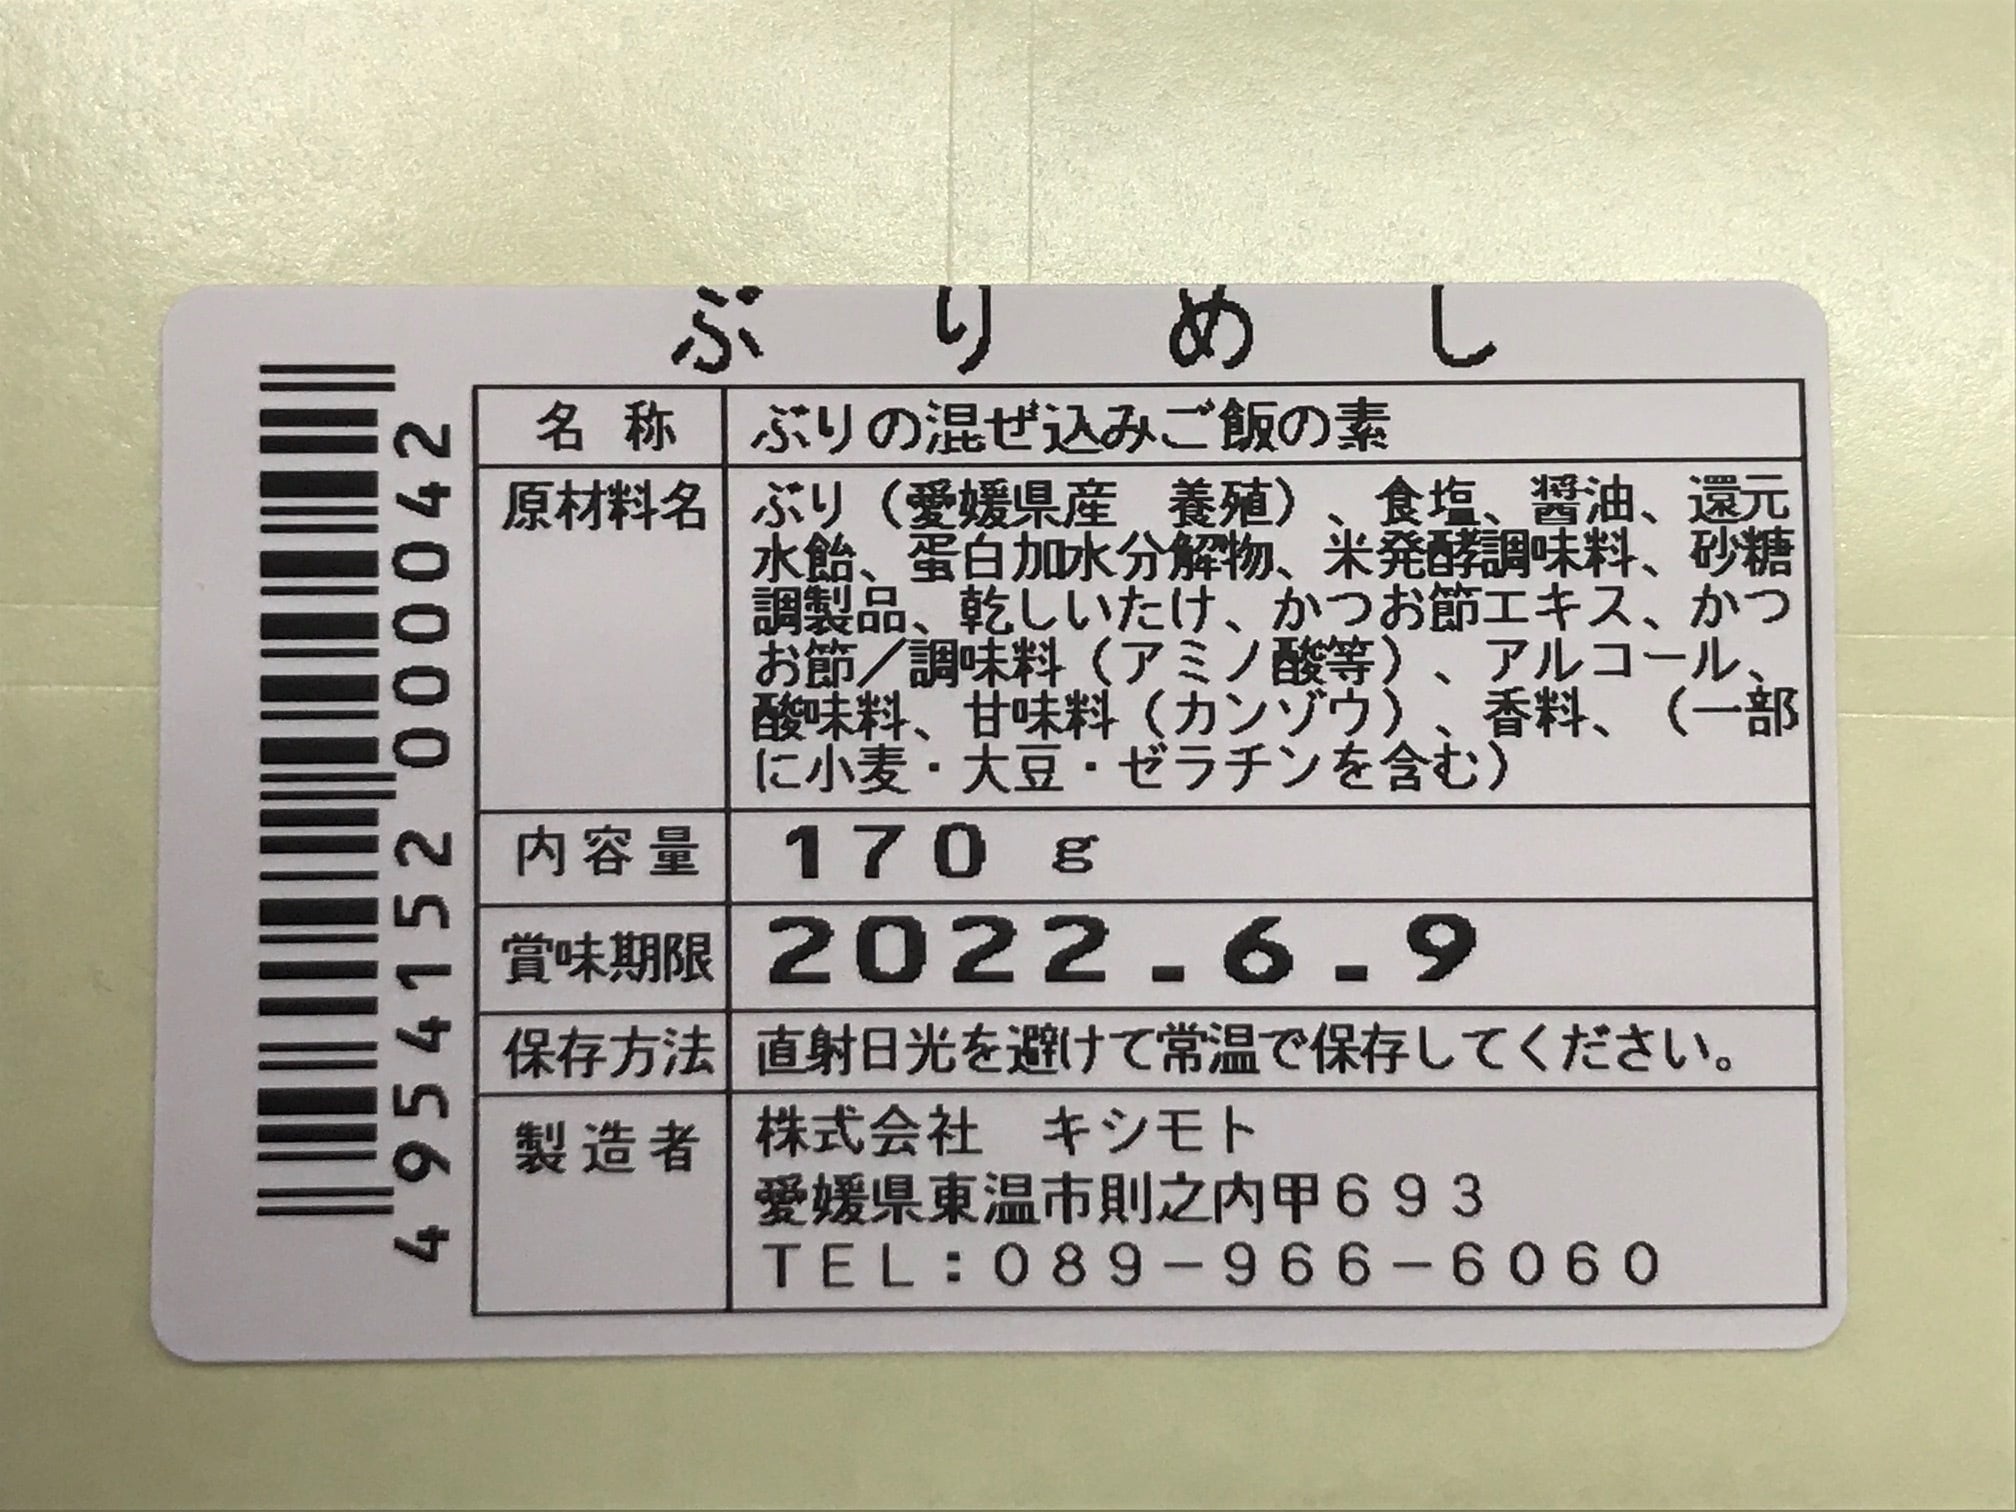 ぶりめし
名称 ぶりの混ぜ込みご飯の素
原材料名 ぶり（愛媛県産　養殖）、食塩、醤油、還元
水飴、蛋白加水分解物、米発酵調味料、砂糖
調製品、乾しいたけ、かつお節エキス、かつ
お節／調味料（アミノ酸等）、アルコール、
酸味料、甘味料（カンゾウ）、香料、（一部
に小麦・大豆・ゼラチンを含む）
内容量 170 g
賞味期限 2022.6.9
保存方法 直射日光を避けて常温で保存してください。
製造者 株式会社　キシモト
愛媛県東温市則之内甲693
TEL：089－966－6060
4954152000042